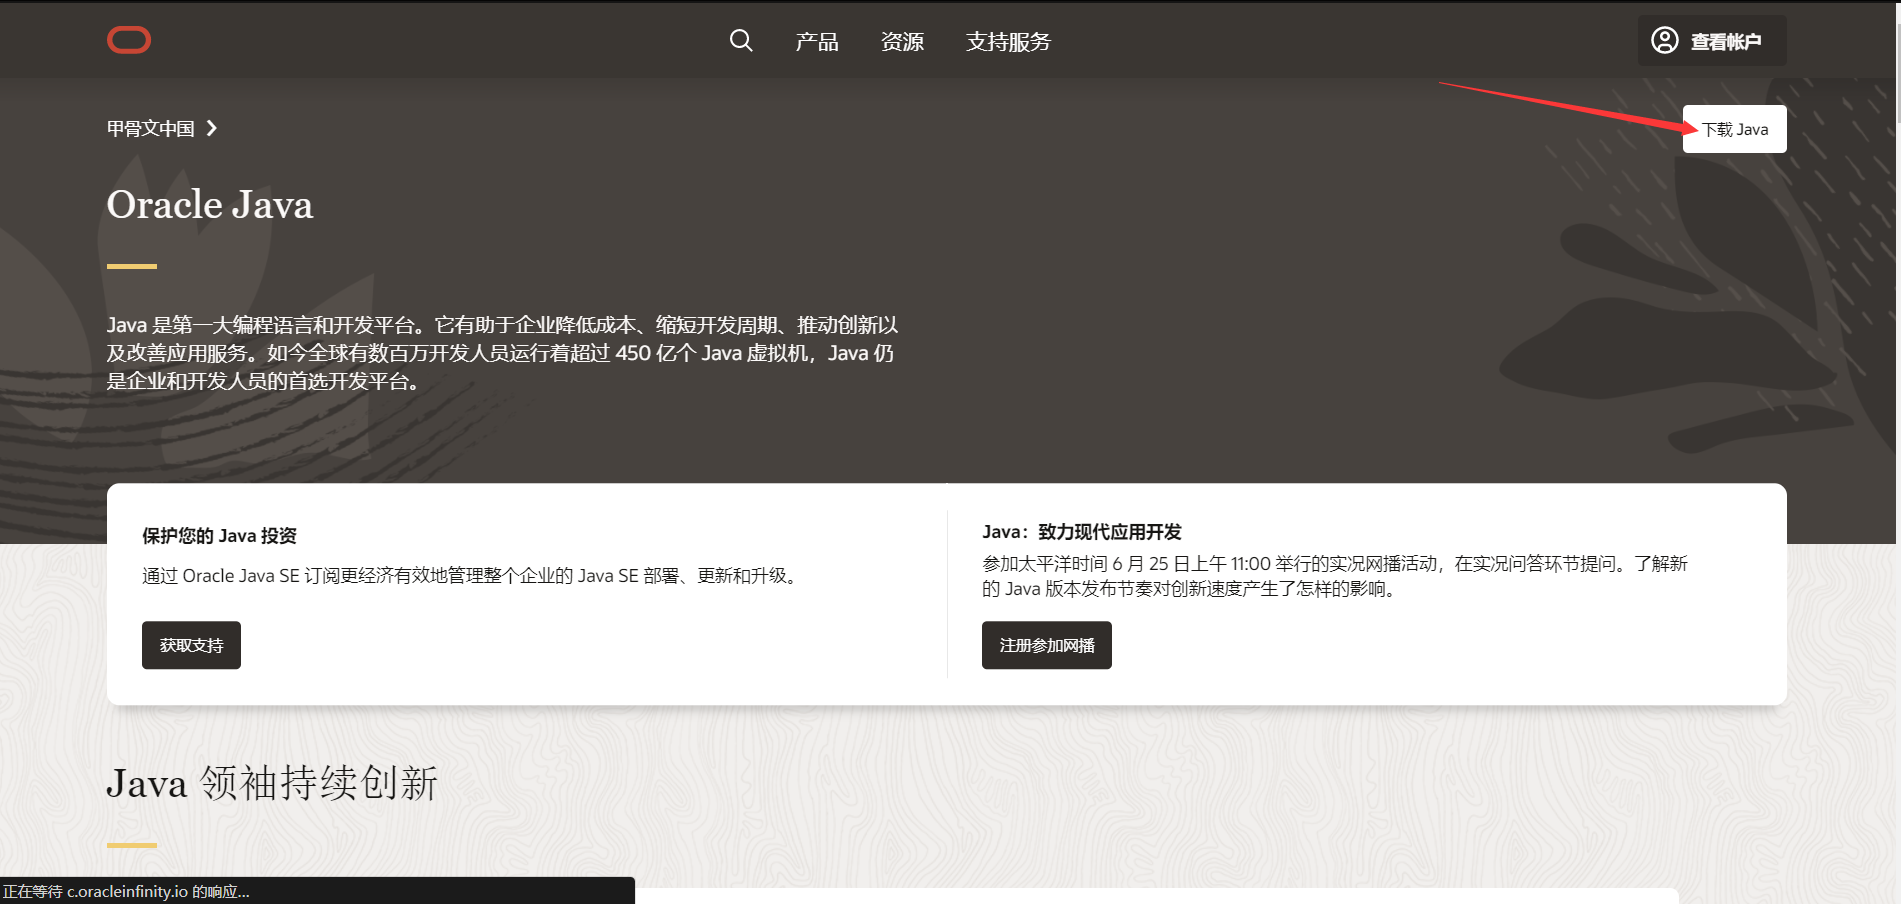 产品
资源
支持服务
查看帐户
甲骨文中国
下载 Java
Oracle Java
Java 是第一大编程语言和开发平台。它有助于企业降低成本、缩短开发周期、推动创新以
及改善应用服务。如今全球有数百万开发人员运行着超过 450 亿个 Java 虚拟机，Java 仍
是企业和开发人员的首选开发平台。
保护您的 Java 投资
通过 Oracle Java SE 订阅更经济有效地管理整个企业的 Java SE 部署、更新和升级。
获取支持
Java：致力现代应用开发
参加太平洋时间 6 月 25 日上午 11:00 举行的实况网播活动，在实况问答环节提问。了解新
的 Java 版本发布节奏对创新速度产生了怎样的影响。
注册参加网播
Java 领袖持续创新
正在等待 c.oracleinfinity.io 的响应...